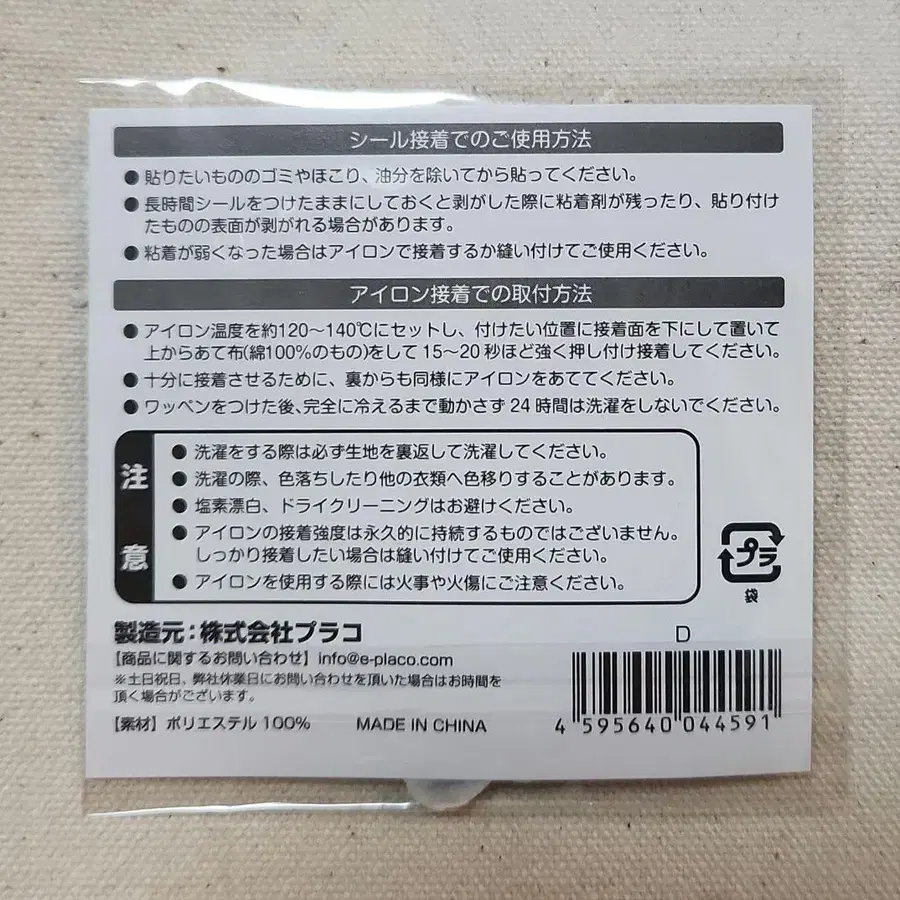 シール接着でのご使用方法
●貼りたいもののゴミやほこり、油分を除いてから貼ってください。
●長時間シールをつけたままにしておくと剥がした際に粘着剤が残ったり、貼り付け
たものの表面が剥がれる場合があります。
●粘着が弱くなった場合はアイロンで接着するか縫い付けてご使用ください。
アイロン接着での取付方法
●アイロン温度を約120〜140℃にセットし、付けたい位置に接着面を下にして置いて
上からあて布(綿100%のもの)をして15〜20秒ほど強く押し付け接着してください。
●十分に接着させるために、裏からも同様にアイロンをあててください。
●ワッペンをつけた後、完全に冷えるまで動かさず24時間は洗濯をしないでください。
注意
●洗濯をする際は必ず生地を裏返して洗濯してください。
●洗濯の際、色落ちしたり他の衣類へ色移りすることがあります。
●塩素漂白、ドライクリーニングはお避けください。
●アイロンの接着強度は永久的に持続するものではございません。
しっかり接着したい場合は縫い付けてご使用ください。
●アイロンを使用する際には火事や火傷にご注意ください。
プラ
袋
製造元：株式会社プラコ
【商品に関するお問い合わせ】info@e-placo.com
※土日祝日、弊社休業日にお問い合わせを頂いた場合はお時間を
頂く場合がございます。
【素材】ポリエステル100% MADE IN CHINA
D
4 595640 044591